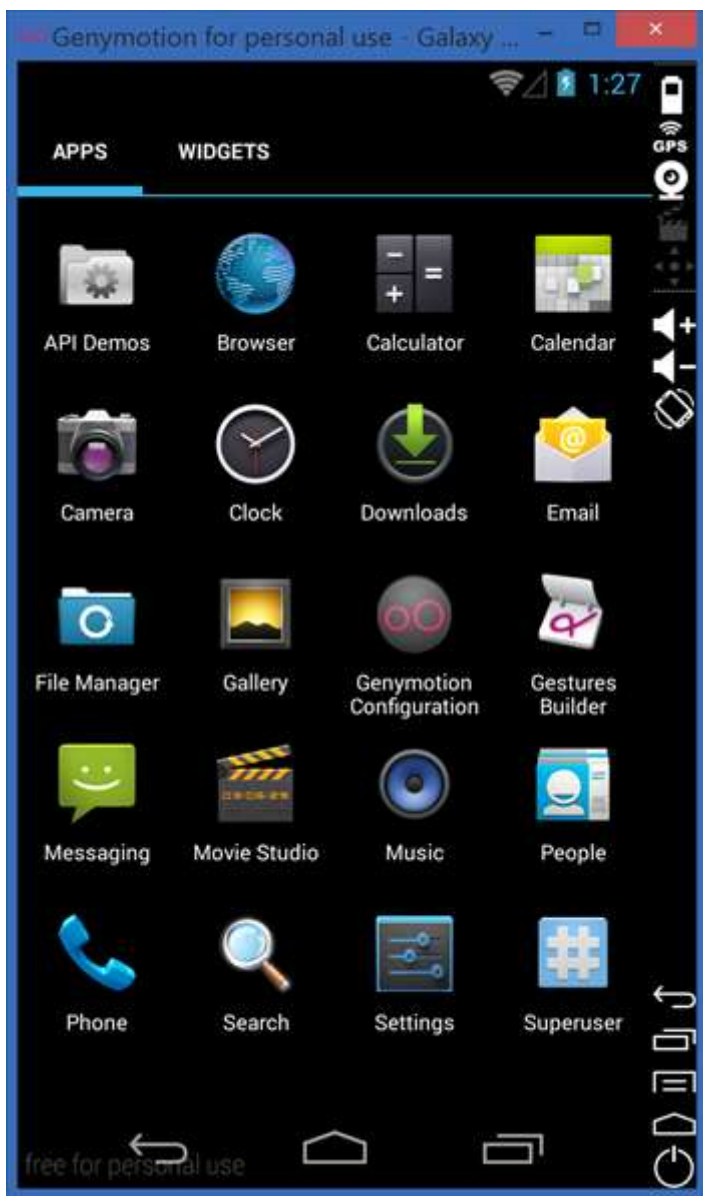 Genymotion for personal use - Galaxy ...
1:27
GPS
APPS WIDGETS
API Demos Browser Calculator Calendar
Camera Clock Downloads Email
File Manager Gallery Genymotion Configuration Gestures Builder
Messaging Movie Studio Music People
Phone Search Settings Superuser
free for personal use